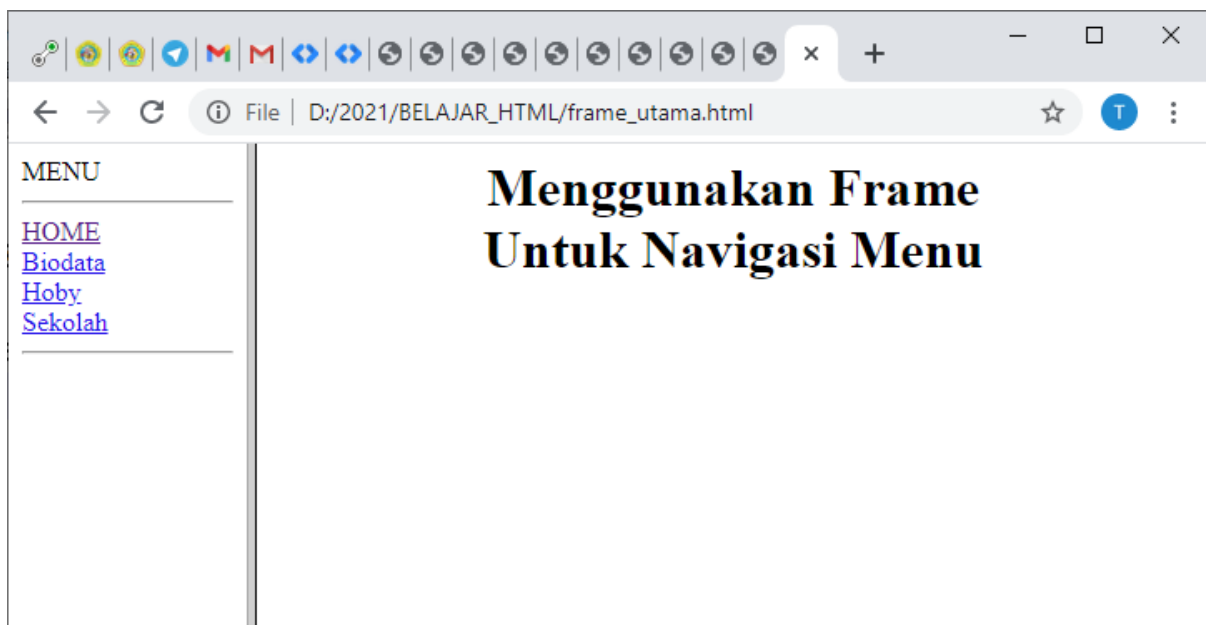 File D:/2021/BELAJAR_HTML/frame_utama.html
T
MENU
HOME
Biodata
Hoby
Sekolah
Menggunakan Frame
Untuk Navigasi Menu